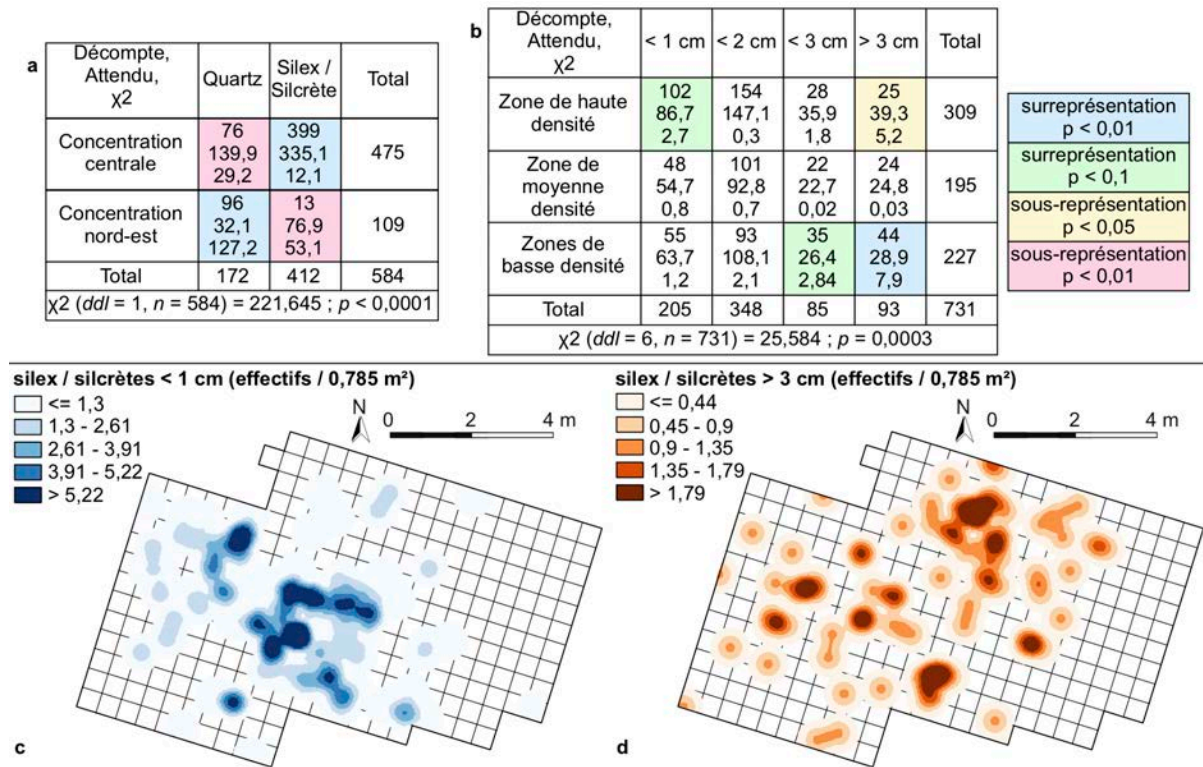 a
Décompte,
Attendu,
χ2
Quartz
Silex /
Silcrète
Total
Concentration
centrale
76
139,9
29,2
399
335,1
12,1
475
Concentration
nord-est
96
32,1
127,2
13
76,9
53,1
109
Total 172 412 584
χ2 (ddl = 1, n = 584) = 221,645 ; p < 0,0001
b
Décompte,
Attendu,
χ2
< 1 cm
< 2 cm
< 3 cm
> 3 cm
Total
Zone de haute
densité
102
86,7
2,7
154
147,1
0,3
28
35,9
1,8
25
39,3
5,2
309
Zone de
moyenne
densité
48
54,7
0,8
101
92,8
0,7
22
22,7
0,02
24
24,8
0,03
195
Zones de
basse densité
55
63,7
1,2
93
108,1
2,1
35
26,4
2,84
44
28,9
7,9
227
Total 205 348 85 93 731
χ2 (ddl = 6, n = 731) = 25,584 ; p = 0,0003
surreprésentation
p < 0,01
surreprésentation
p < 0,1
sous-représentation
p < 0,05
sous-représentation
p < 0,01
silex / silcrètes < 1 cm (effectifs / 0,785 m²)
<= 1,3
1,3 - 2,61
2,61 - 3,91
3,91 - 5,22
> 5,22
N
0 2 4 m
c
silex / silcrètes > 3 cm (effectifs / 0,785 m²)
<= 0,44
0,45 - 0,9
0,9 - 1,35
1,35 - 1,79
> 1,79
N
0 2 4 m
d